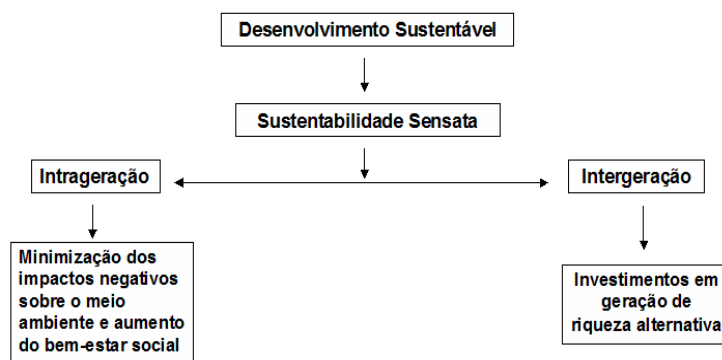 Desenvolvimento Sustentável
Sustentabilidade Sensata
Intrageração
Intergeração
Minimização dos
impactos negativos
sobre o meio
ambiente e aumento
do bem-estar social
Investimentos em
geração de
riqueza alternativa